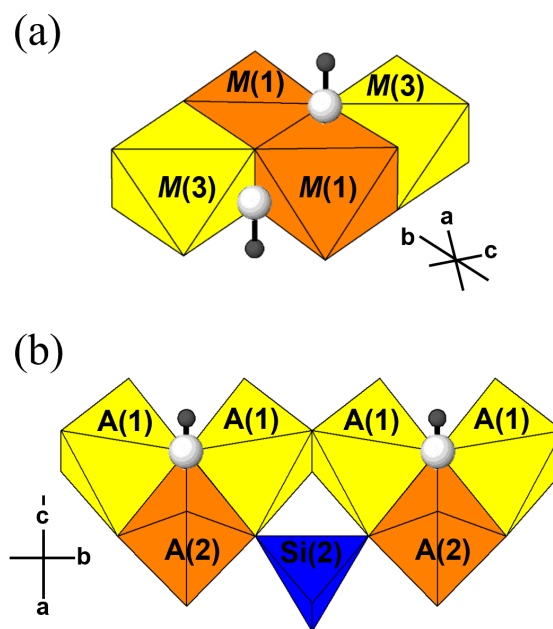 (a)
M(1) M(3)
M(3) M(1)
a
b
c
(b)
A(1) A(1) A(1) A(1)
A(2) Si(2) A(2)
c
b
a